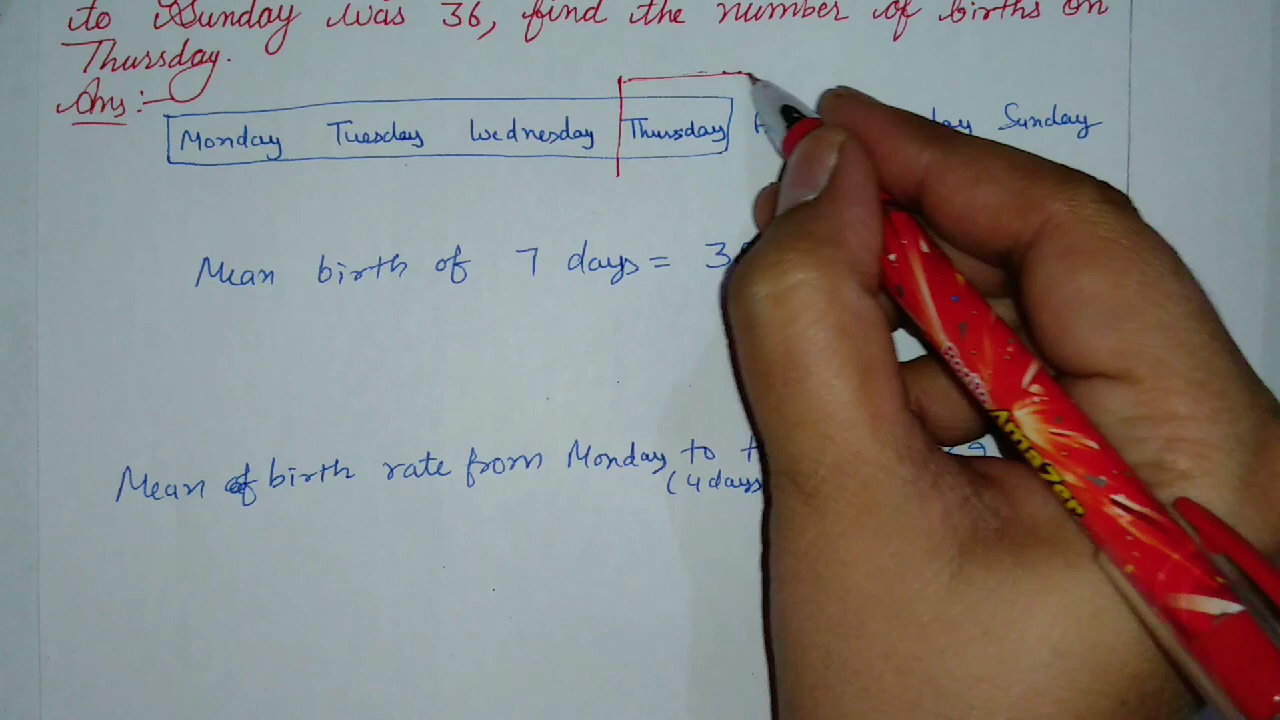 to Sunday was 36, find the number of births on
Thursday.
Ans :-
Monday Tuesday Wednesday Thursday Sunday
Mean birth of 7 days = 3
Mean of birth rate from Monday to
(4 days
Amazer